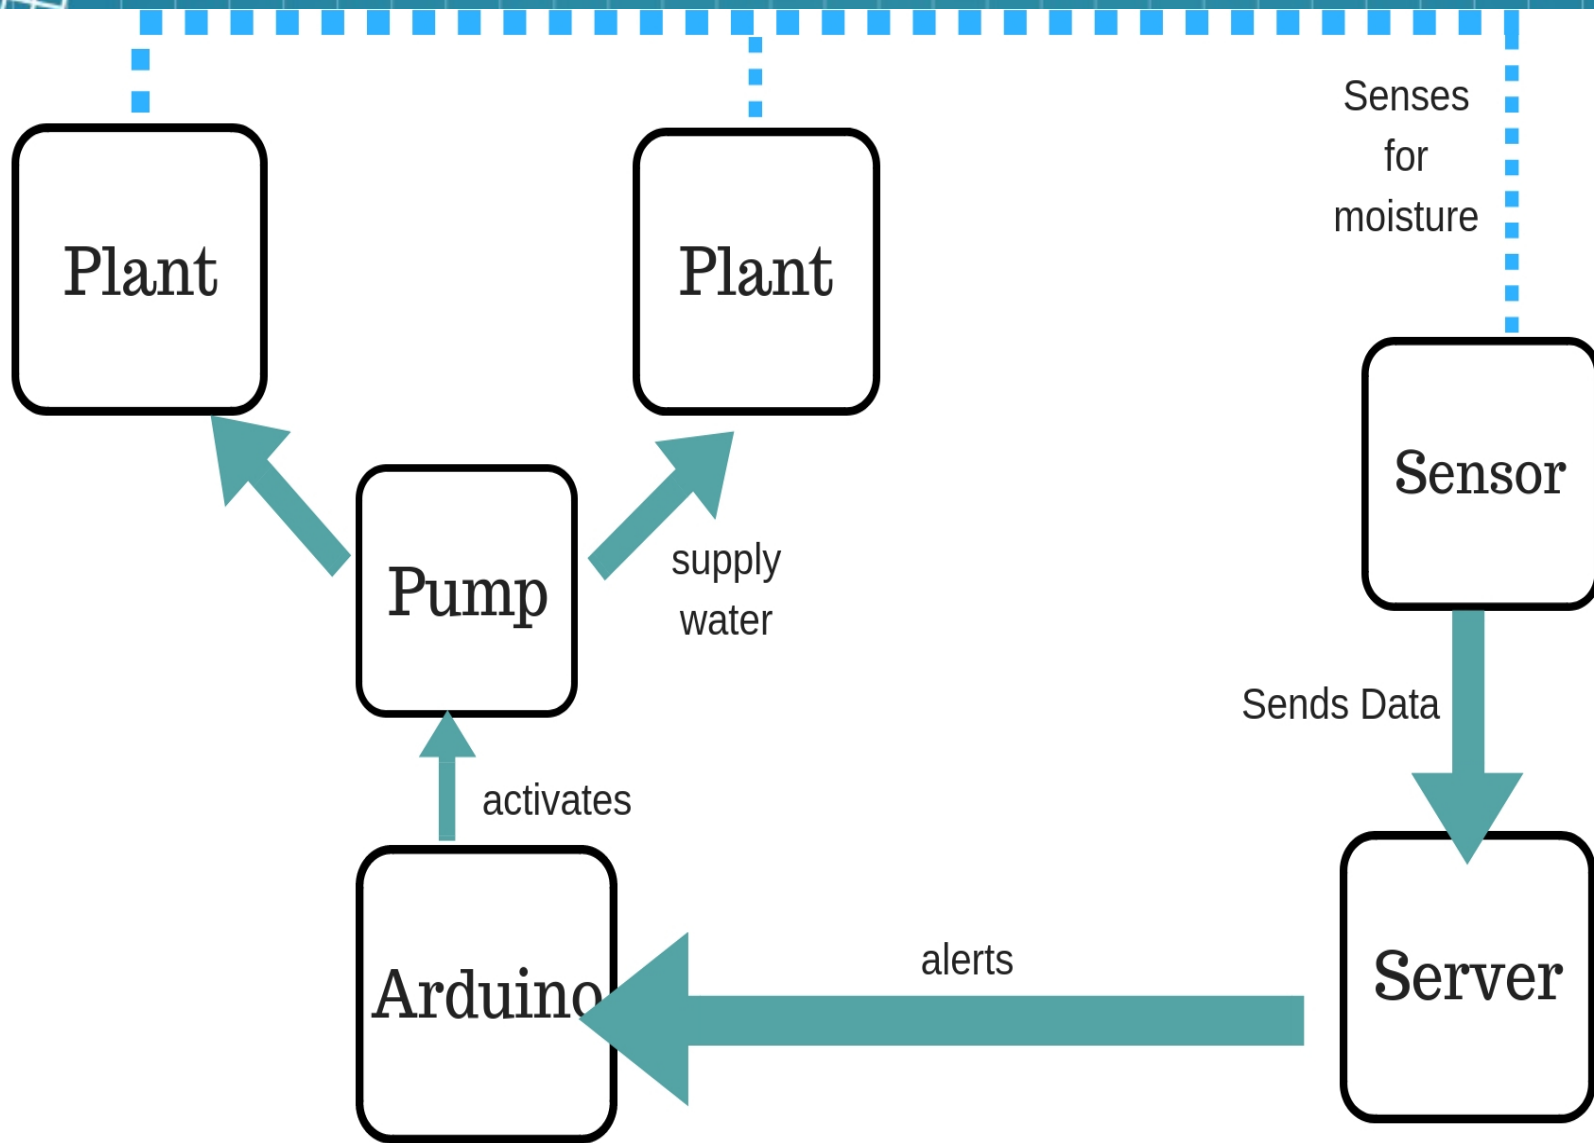 Senses
for
moisture
Plant
Plant
Sensor
Pump
supply
water
Sends Data
activates
Arduino
alerts
Server